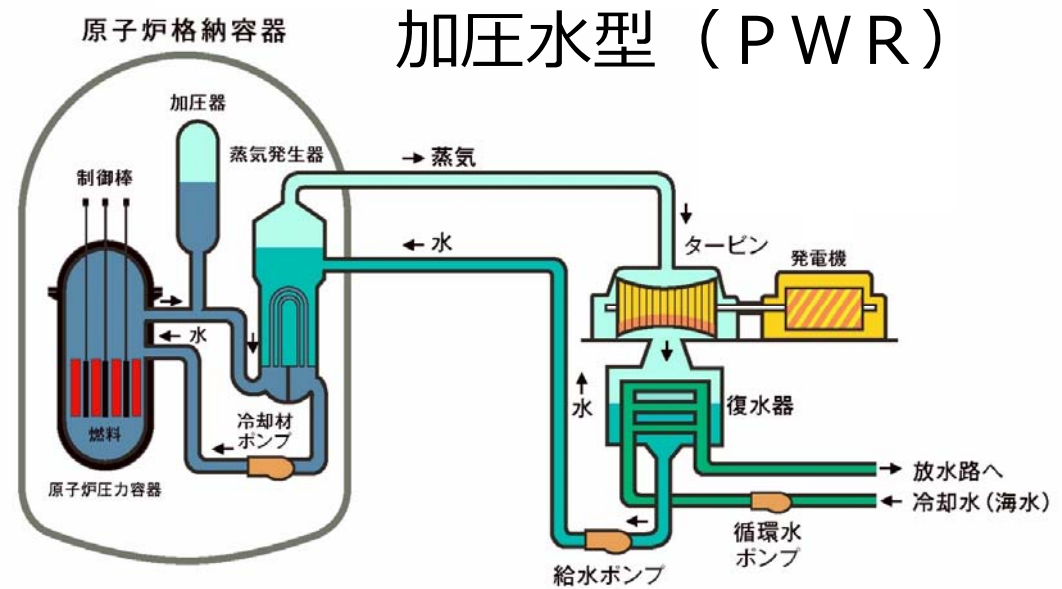 加圧水型（ＰＷＲ）
原子炉格納容器
加圧器
蒸気発生器
制御棒
→蒸気
←水
タービン
発電機
←水
↑水
復水器
冷却材
ポンプ
燃料
原子炉圧力容器
→放水路へ
←冷却水(海水)
循環水
ポンプ
給水ポンプ